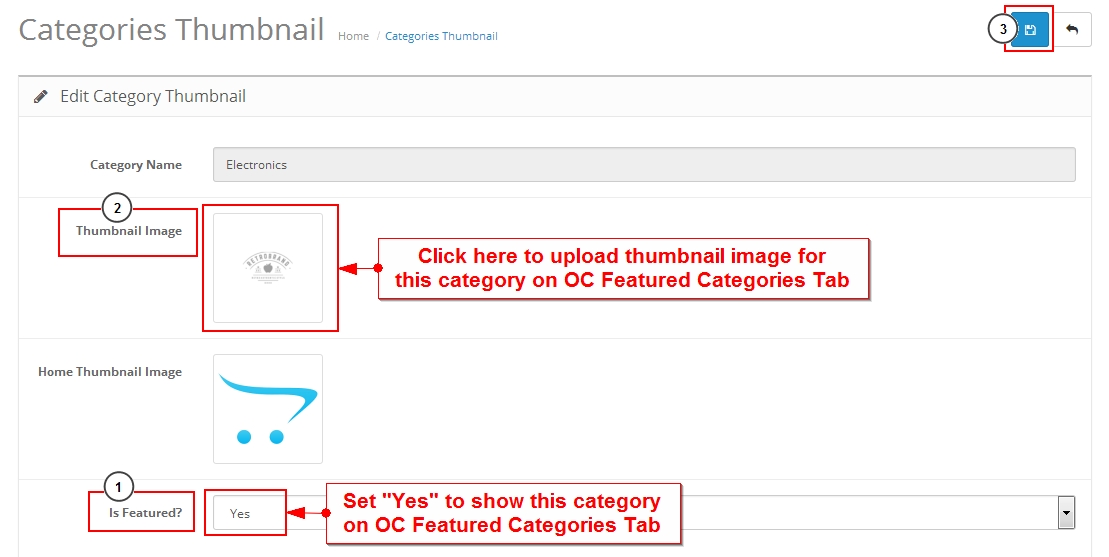 Categories Thumbnail Home / Categories Thumbnail
3
Edit Category Thumbnail
Category Name Electronics
2
Thumbnail Image
RETROBRAND
Click here to upload thumbnail image for
this category on OC Featured Categories Tab
Home Thumbnail Image
1
Is Featured? Yes
Set "Yes" to show this category
on OC Featured Categories Tab